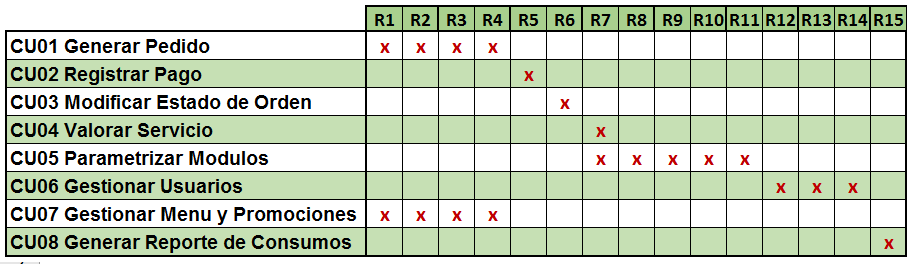 R1 R2 R3 R4 R5 R6 R7 R8 R9 R10 R11 R12 R13 R14 R15
CU01 Generar Pedido x x x x
CU02 Registrar Pago x
CU03 Modificar Estado de Orden x
CU04 Valorar Servicio x
CU05 Parametrizar Modulos x x x x x
CU06 Gestionar Usuarios x x x
CU07 Gestionar Menu y Promociones x x x x
CU08 Generar Reporte de Consumos x